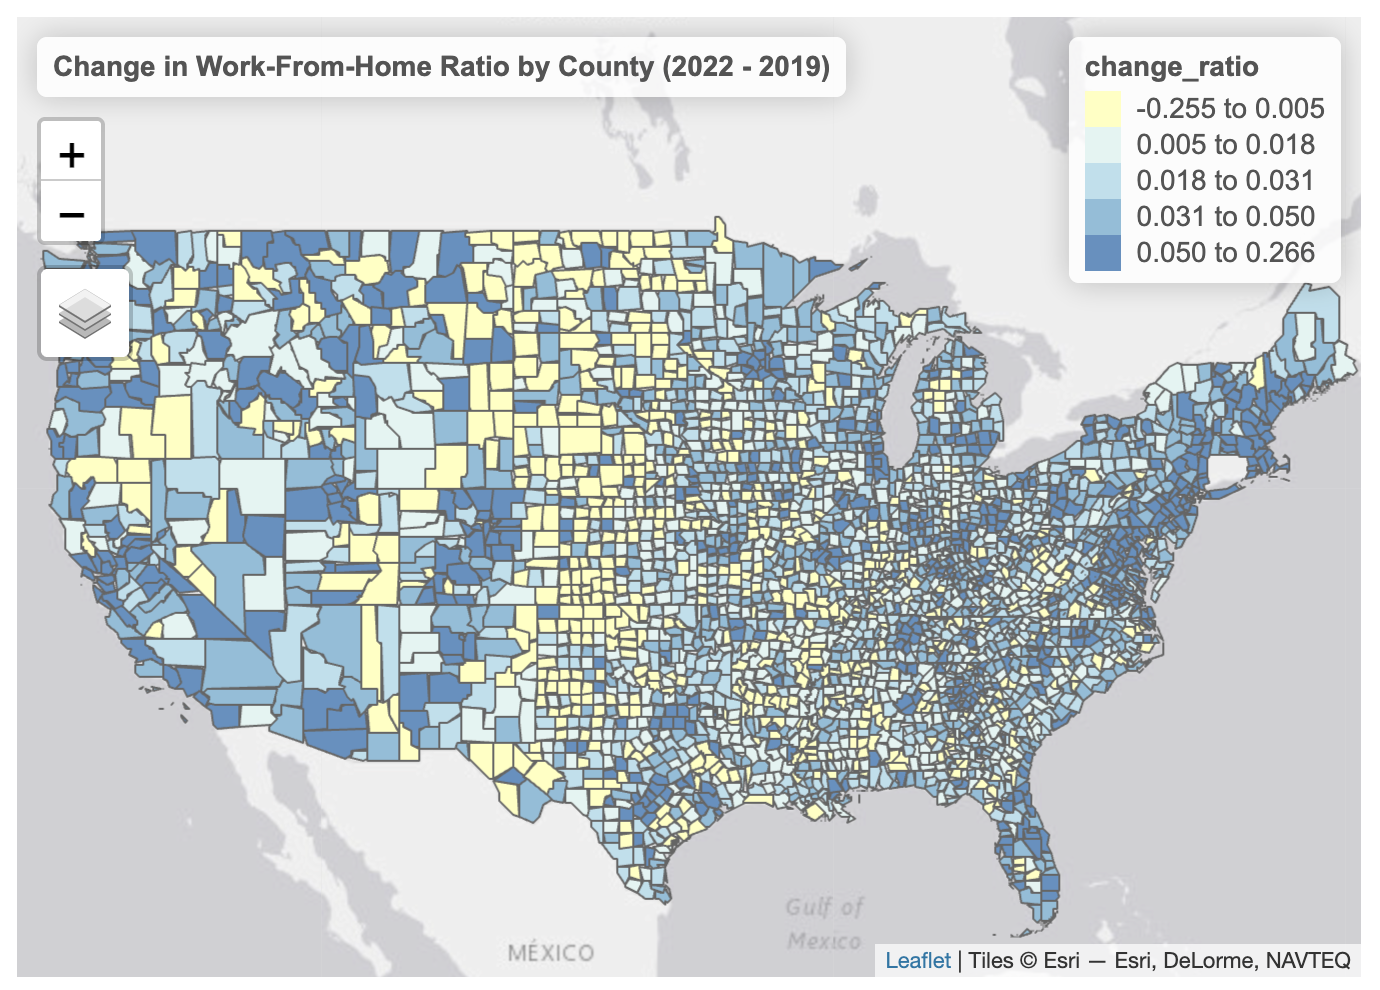 Change in Work-From-Home Ratio by County (2022 - 2019)
change_ratio
-0.255 to 0.005
0.005 to 0.018
0.018 to 0.031
0.031 to 0.050
0.050 to 0.266
+
−
Gulf of
Mexico
MÉXICO
Leaflet | Tiles © Esri — Esri, DeLorme, NAVTEQ